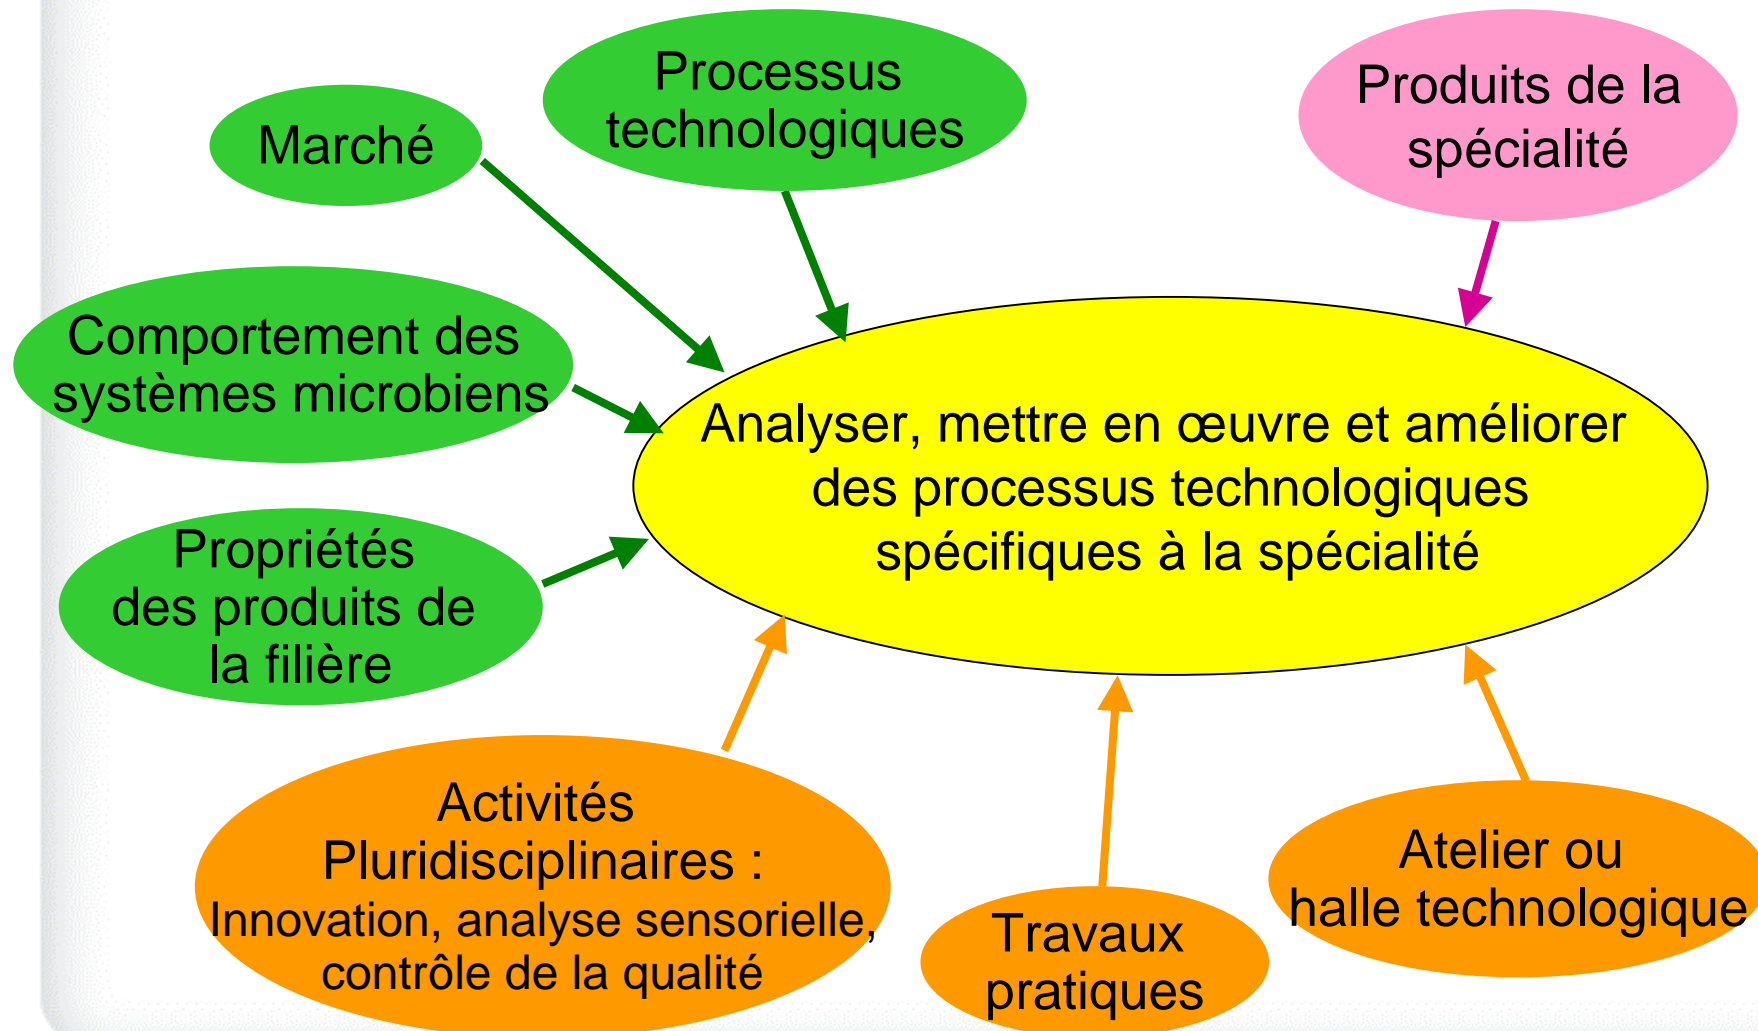 Processus
technologiques
Produits de la
spécialité
Marché
Comportement des
systèmes microbiens
Analyser, mettre en œuvre et améliorer
des processus technologiques
spécifiques à la spécialité
Propriétés
des produits de
la filière
Activités
Pluridisciplinaires :
Innovation, analyse sensorielle,
contrôle de la qualité
Travaux
pratiques
Atelier ou
halle technologique